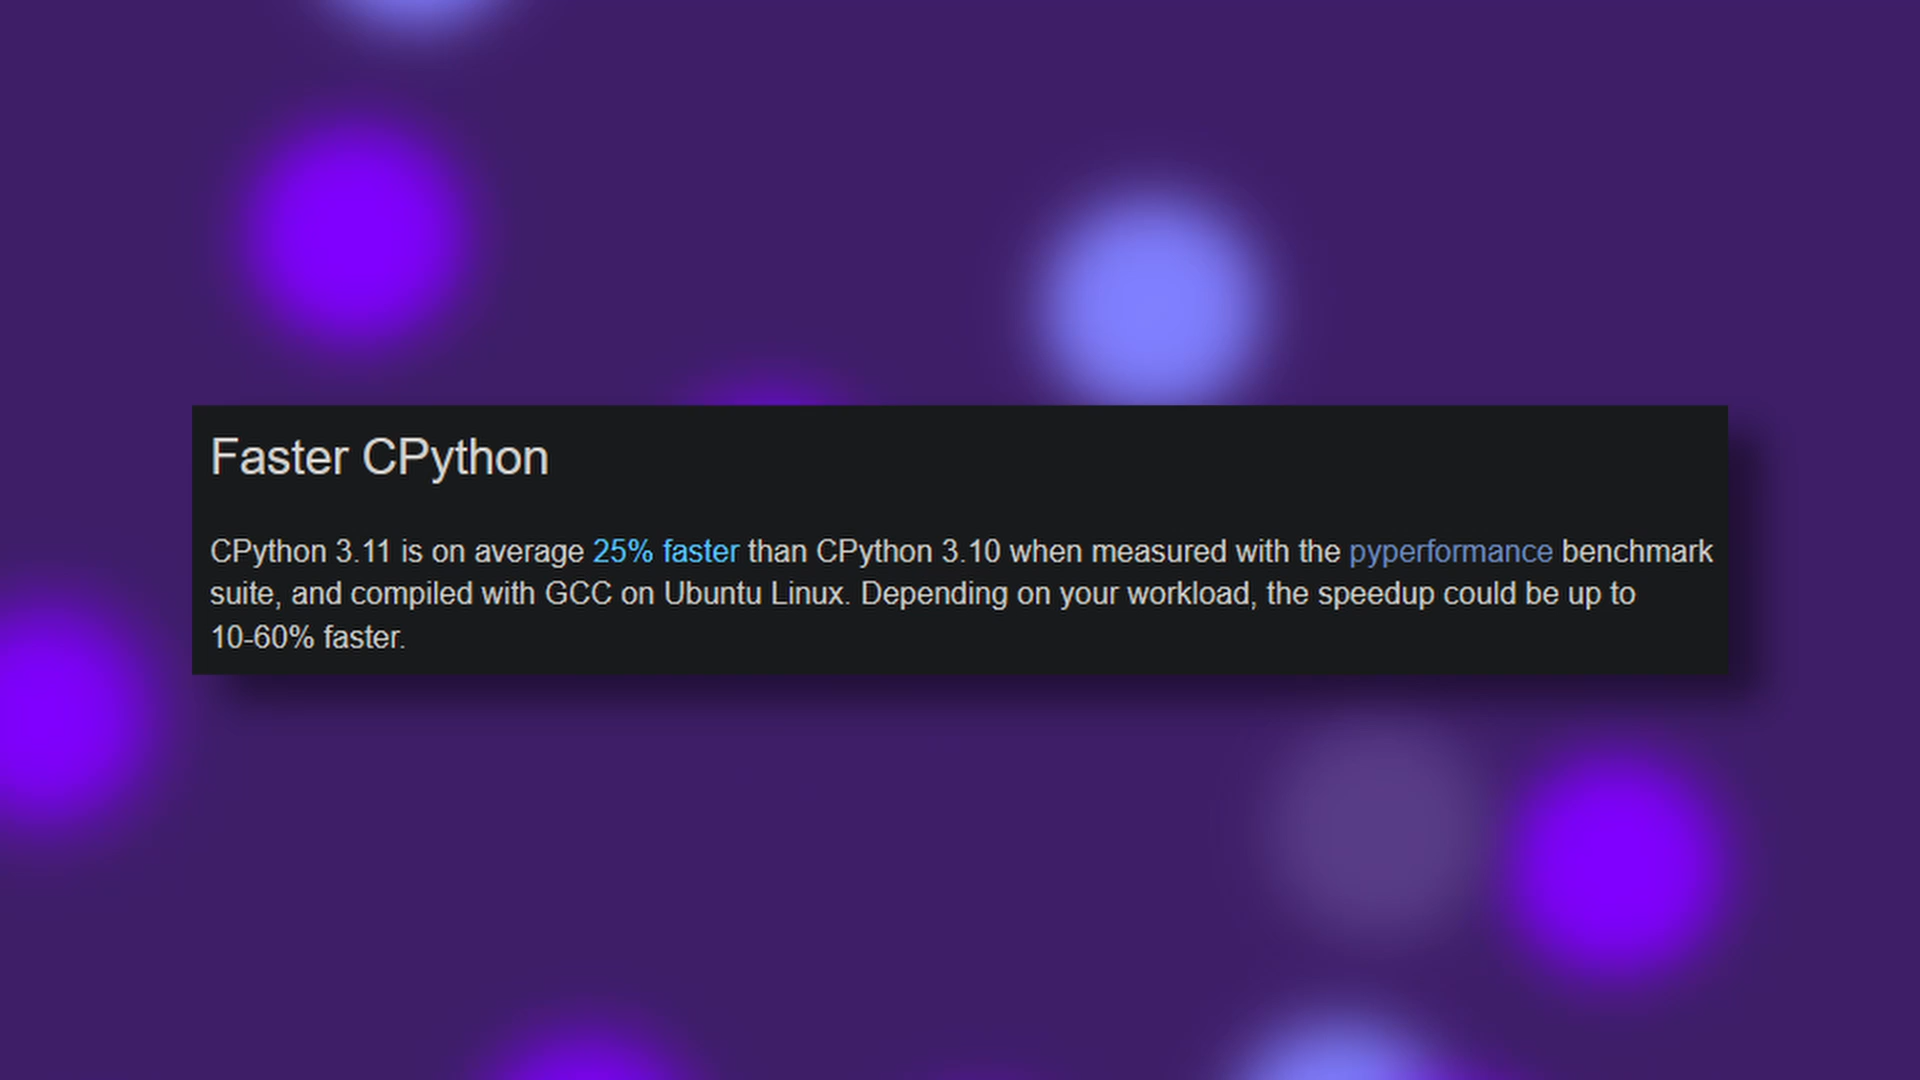 Faster CPython
CPython 3.11 is on average 25% faster than CPython 3.10 when measured with the pyperformance benchmark
suite, and compiled with GCC on Ubuntu Linux. Depending on your workload, the speedup could be up to
10-60% faster.